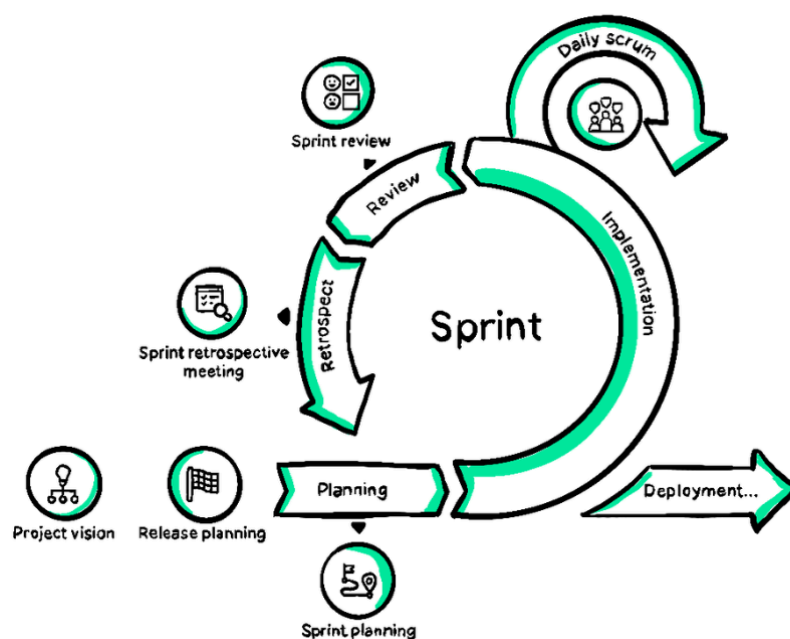 Daily scrum
Sprint review
Review
Implementation
Sprint
Retrospect
Sprint retrospective
meeting
Planning
Deployment...
Project vision
Release planning
Sprint planning